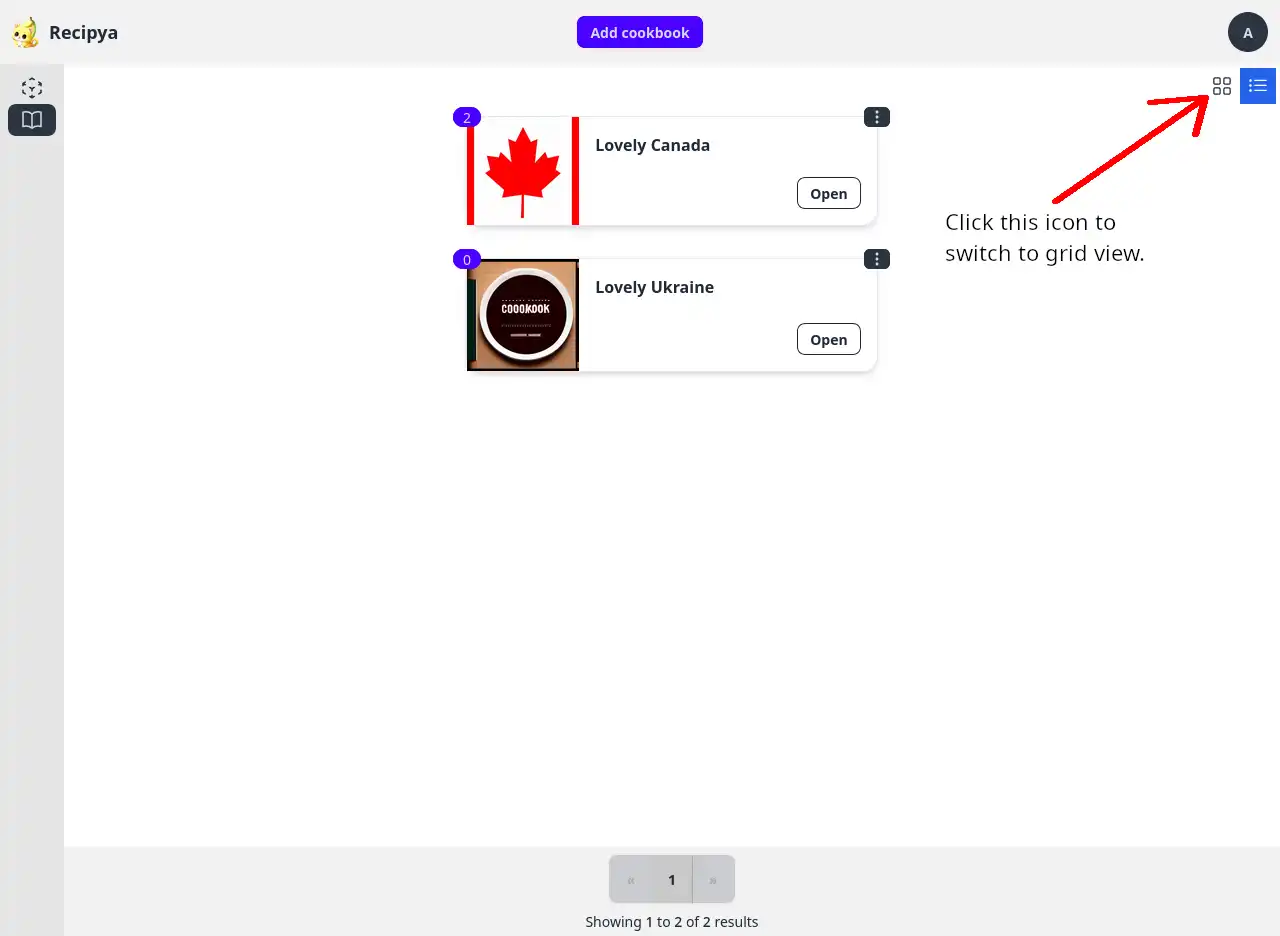 Recipya
Add cookbook
A
2
Lovely Canada
Open
Click this icon to
switch to grid view.
0
COOOKDOK
Lovely Ukraine
Open
« 1 »
Showing 1 to 2 of 2 results